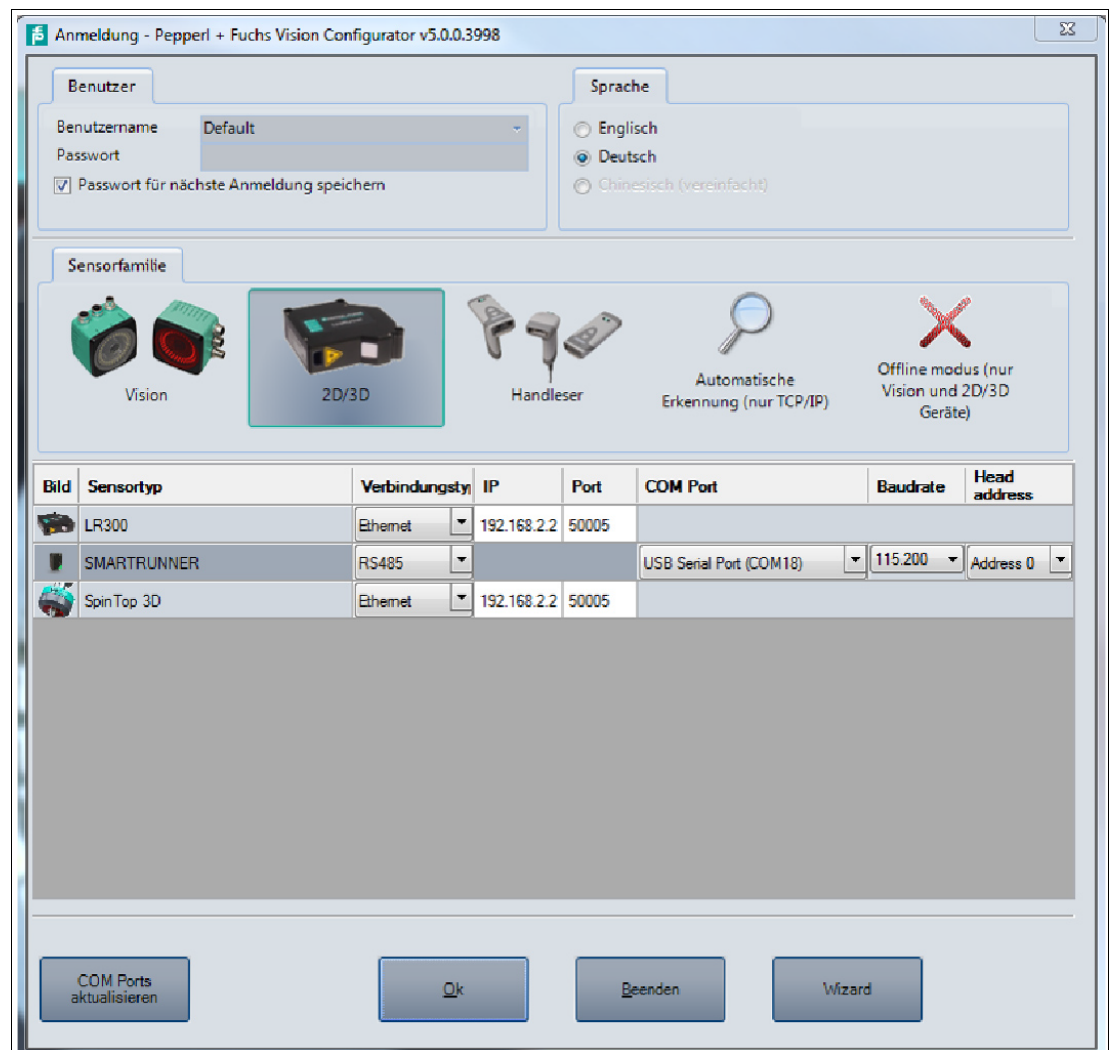 Anmeldung - Pepperl + Fuchs Vision Configurator v5.0.0.3998
Benutzer
Benutzername Default
Passwort
Passwort für nächste Anmeldung speichern
Sprache
Englisch
Deutsch
Chinesisch (vereinfacht)
Sensorfamilie
Vision
2D/3D
Handleser
Automatische
Erkennung (nur TCP/IP)
Offline modus (nur
Vision und 2D/3D
Geräte)
Bild Sensortyp Verbindungsty IP Port COM Port Baudrate Head address
LR300 Ethernet 192.168.2.2 50005
SMARTRUNNER RS485 USB Serial Port (COM18) 115.200 Address 0
SpinTop 3D Ethernet 192.168.2.2 50005
COM Ports
aktualisieren
Ok
Beenden
Wizard